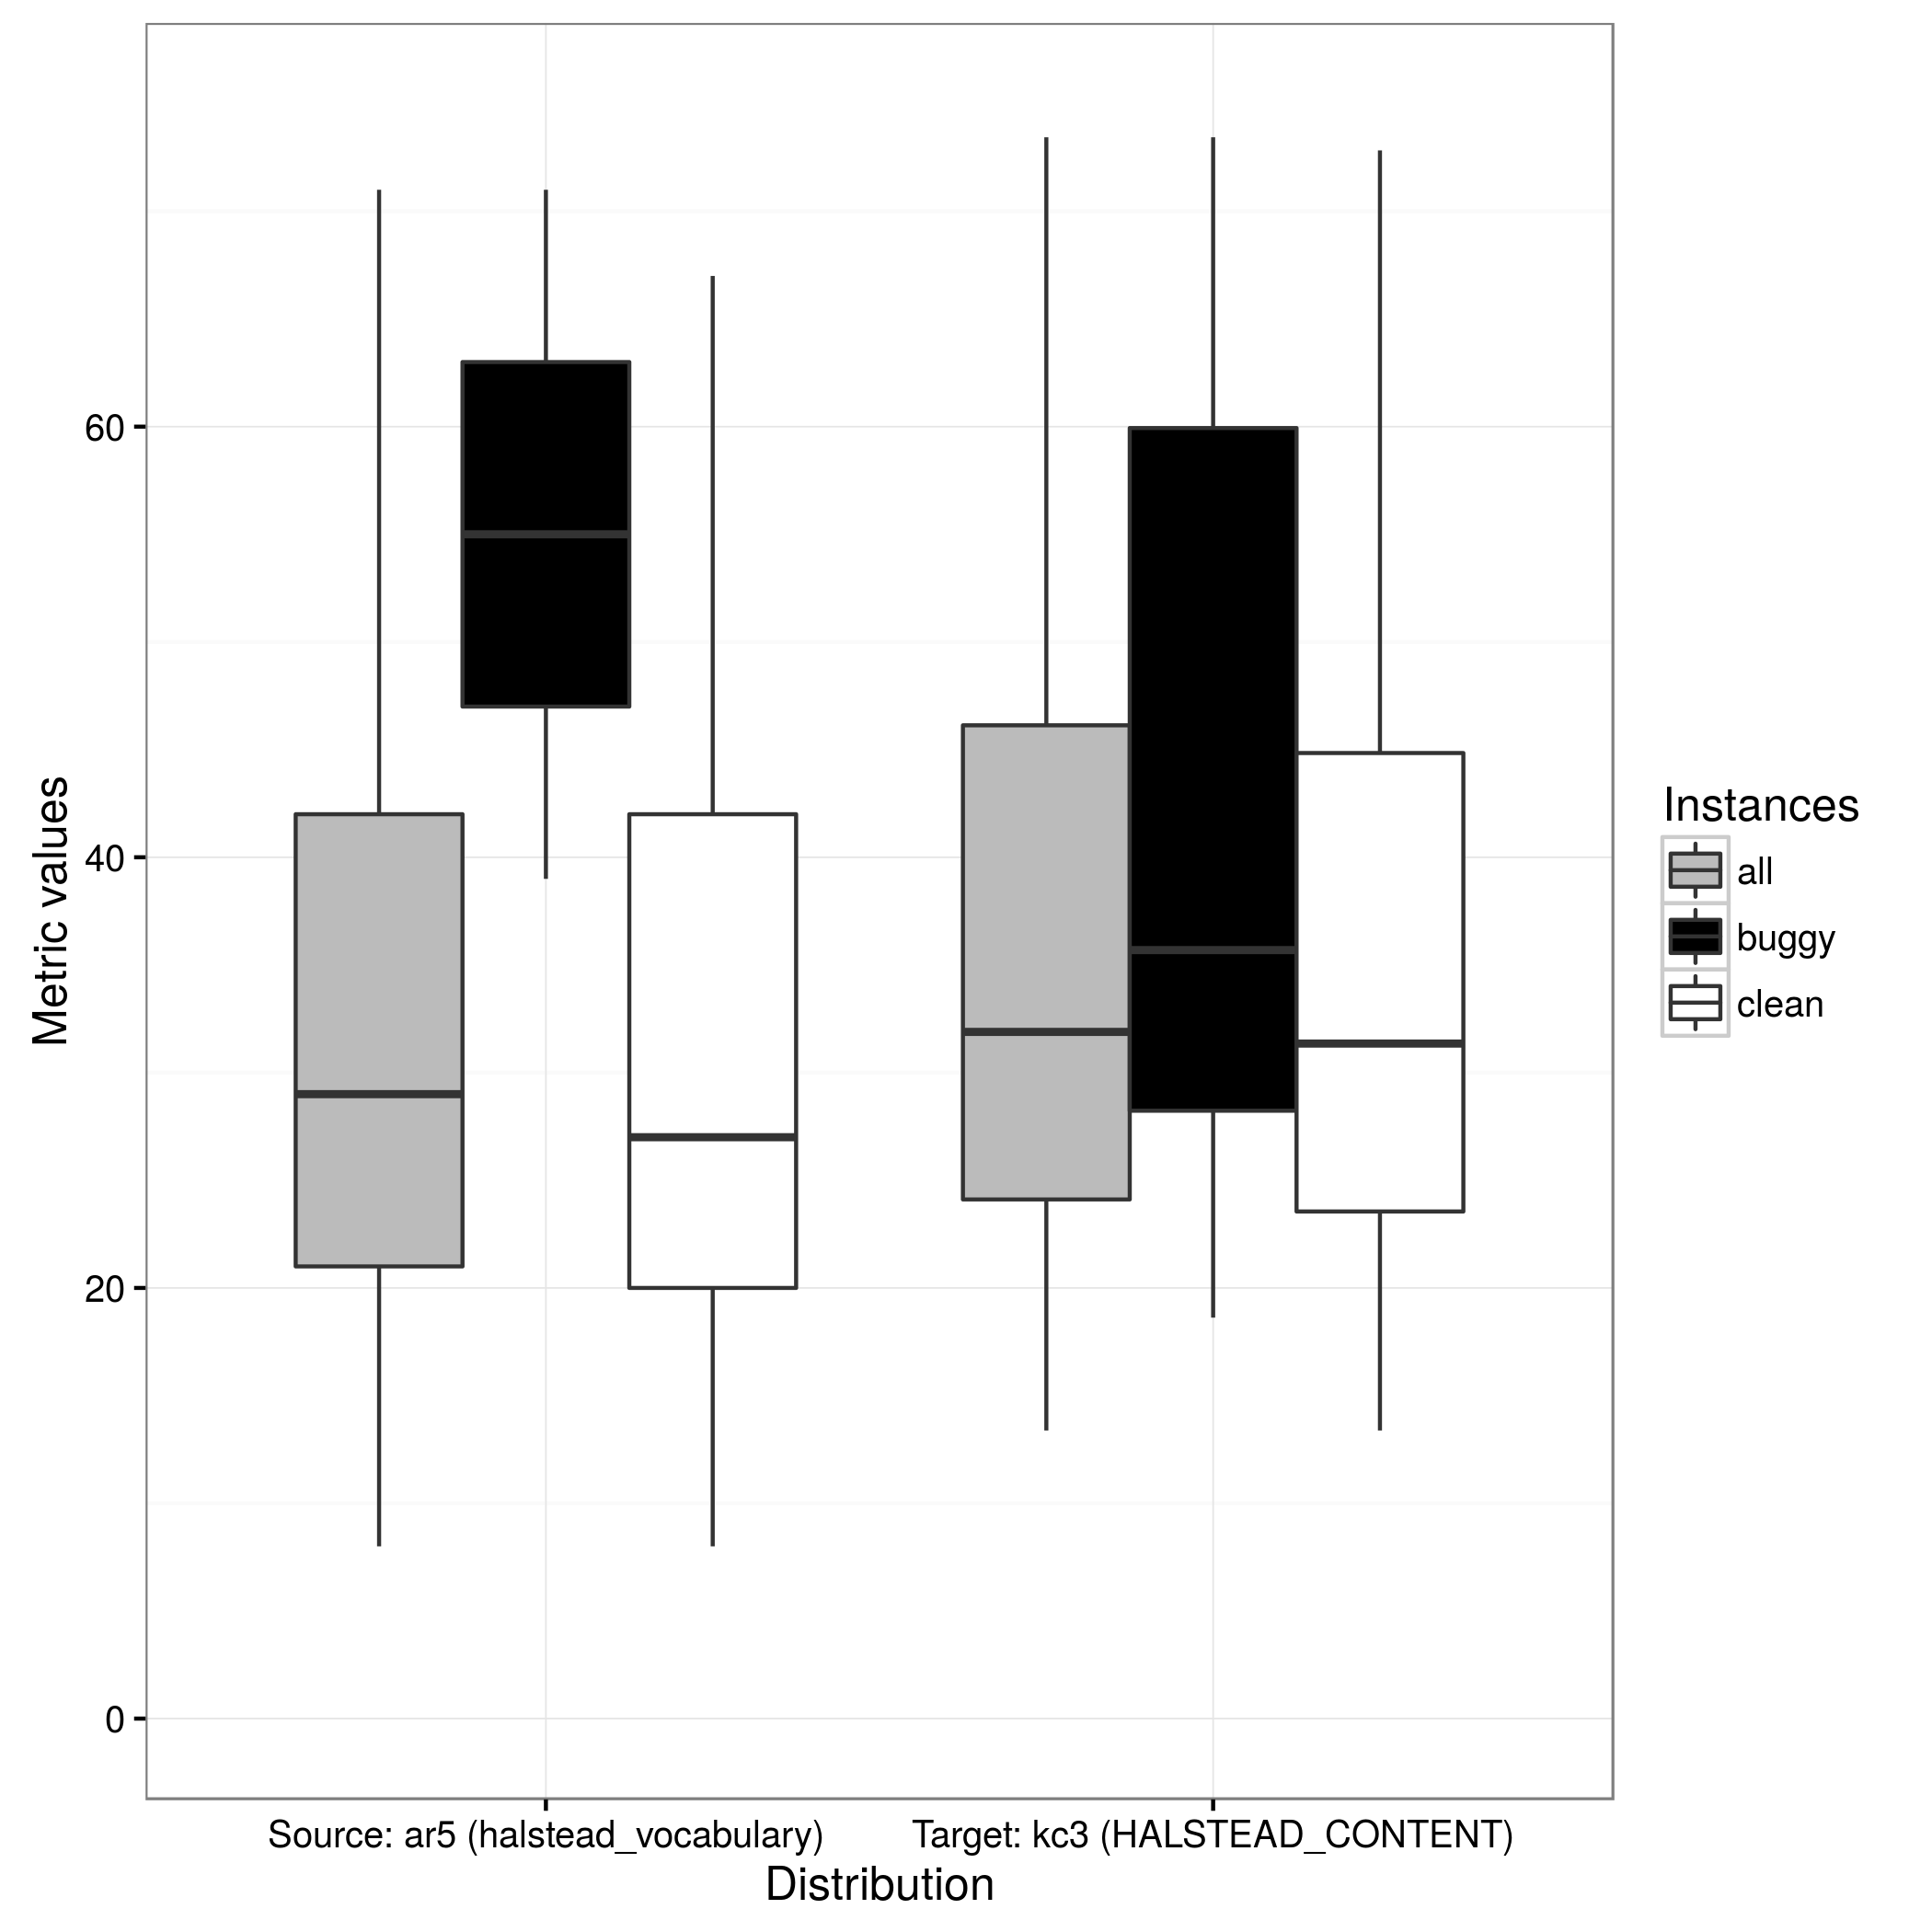 Metric values
60
40
20
0
Source: ar5 (halstead_vocabulary)
Target: kc3 (HALSTEAD_CONTENT)
Distribution
Instances
all
buggy
clean